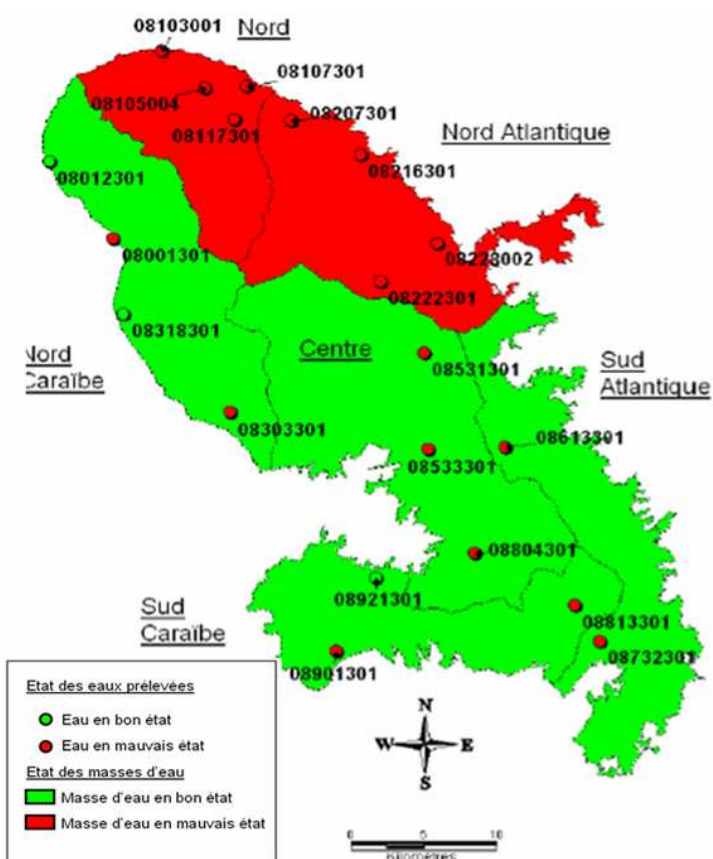 08103001
Nord
08107301
08105004
08207301
Nord Atlantique
08117301
08216301
08012301
08001301
08228002
08222301
08318301
Nord
Caraïbe
Centre
08531301
Sud
Atlantique
08303301
08613301
08533301
08804301
08921301
Sud
Caraïbe
08813301
08732301
08901301
Etat des eaux prélevées
Eau en bon état
Eau en mauvais état
Etat des masses d'eau
Masse d'eau en bon état
Masse d'eau en mauvais état
N
W E
S
0 5 10
kilomètres